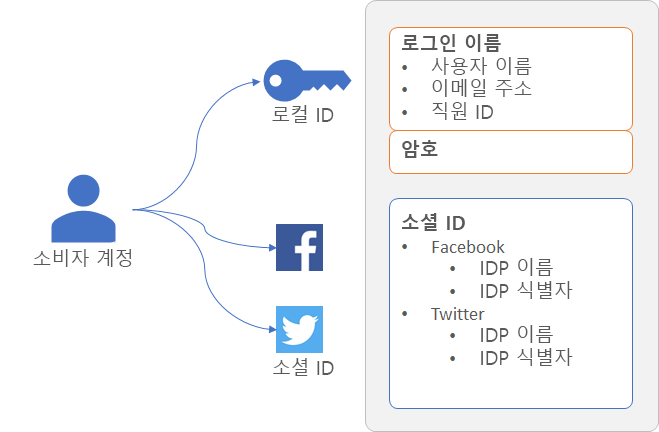 로그인 이름
• 사용자 이름
• 이메일 주소
• 직원 ID
로컬 ID
암호
소비자 계정
소셜 ID
• Facebook
• IDP 이름
• IDP 식별자
• Twitter
• IDP 이름
• IDP 식별자
소셜 ID